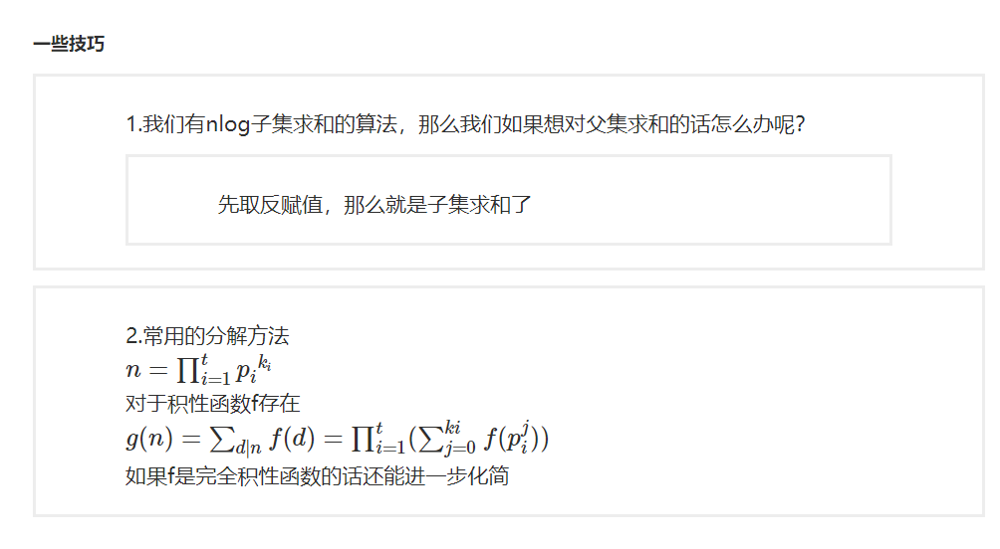 一些技巧
1.我们有nlog子集求和的算法，那么我们如果想对父集求和的话怎么办呢?
先取反赋值，那么就是子集求和了
2.常用的分解方法
$n = \prod_{i=1}^{t} {p_i}^{k_i}$
对于积性函数f存在
$g(n) = \sum_{d|n} f(d) = \prod_{i=1}^{t} (\sum_{j=0}^{ki} f(p_i^j))$
如果f是完全积性函数的话还能进一步化简